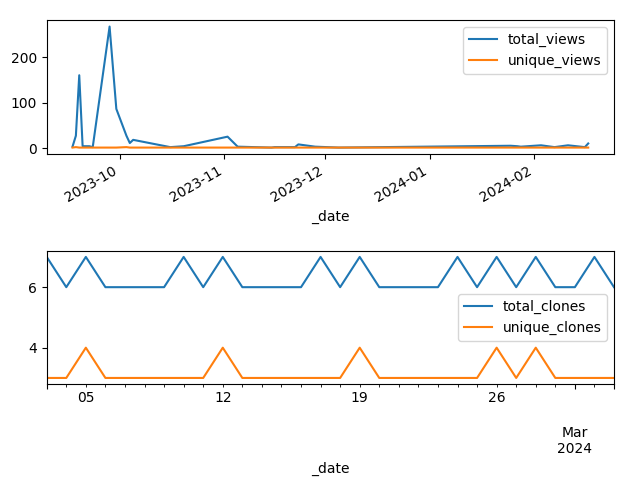 total_views
unique_views
200
100
0
2023-10
2023-11
2023-12
2024-01
2024-02
_date
total_clones
unique_clones
6
4
05
12
19
26
Mar
2024
_date